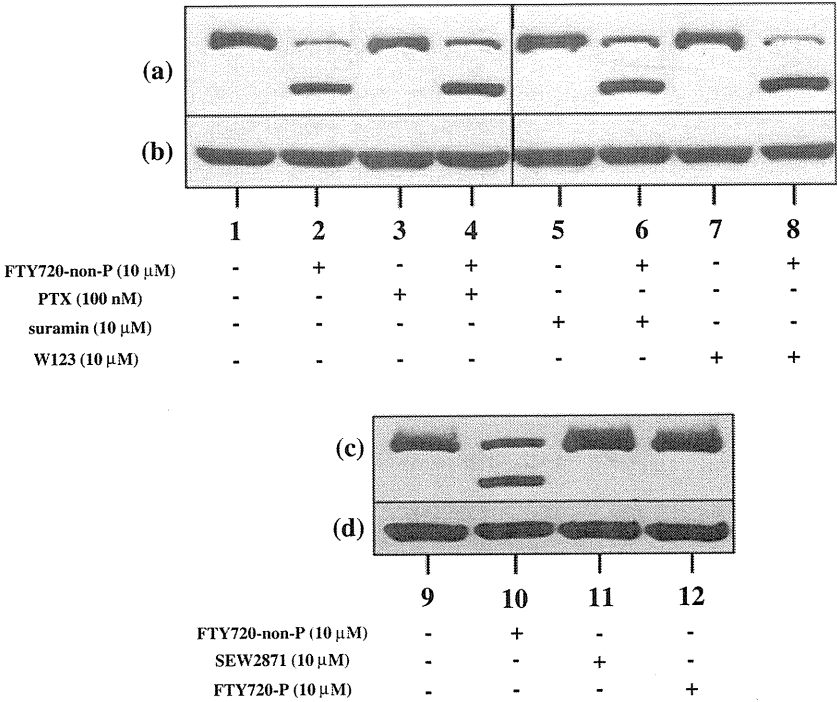 (a)
(b)
1 2 3 4 5 6 7 8
FTY720-non-P (10 µM) - + - + - + - +
PTX (100 nM) - - + + - - - -
suramin (10 µM) - - - - + + - -
W123 (10 µM) - - - - - - + +
(c)
(d)
9 10 11 12
FTY720-non-P (10 µM) - + - -
SEW2871 (10 µM) - - + -
FTY720-P (10 µM) - - - +